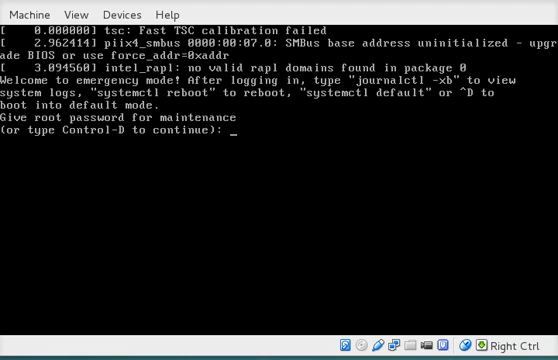 Machine View Devices Help
[    0.000000] tsc: Fast TSC calibration failed
[    2.962414] piix4_smbus 0000:00:07.0: SMBus base address uninitialized - upgr
ade BIOS or use force_addr=0xaddr
[    3.094560] intel_rapl: no valid rapl domains found in package 0
Welcome to emergency mode! After logging in, type "journalctl -xb" to view
system logs, "systemctl reboot" to reboot, "systemctl default" or ^D to
boot into default mode.
Give root password for maintenance
(or type Control-D to continue): _
Right Ctrl